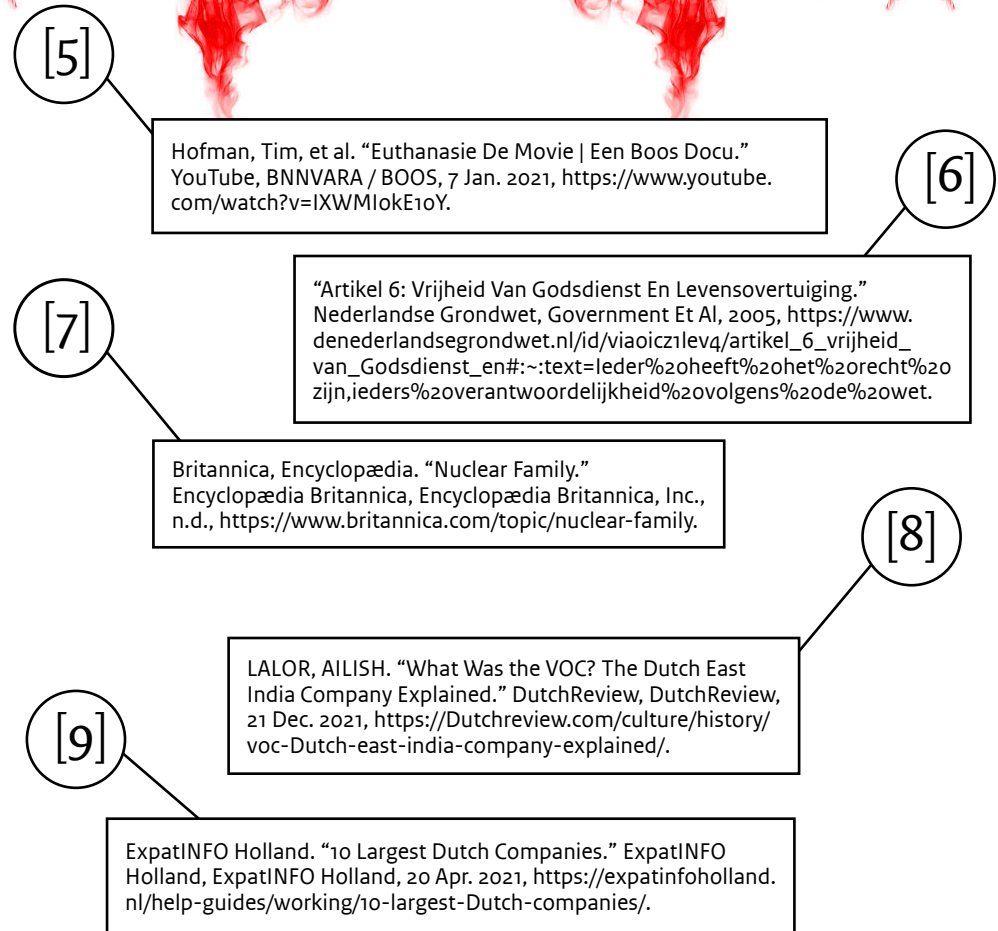 [5]
Hofman, Tim, et al. “Euthanasie De Movie | Een Boos Docu.”
YouTube, BNNVARA / BOOS, 7 Jan. 2021, https://www.youtube.
com/watch?v=IXWMIokE10Y.
[6]
“Artikel 6: Vrijheid Van Godsdienst En Levensovertuiging.”
Nederlandse Grondwet, Government Et Al, 2005, https://www.
denederlandsegrondwet.nl/id/via0icz1lev4/artikel_6_vrijheid_
van_Godsdienst_en#:~:text=Ieder%20heeft%20het%20recht%20
zijn,ieders%20verantwoordelijkheid%20volgens%20de%20wet.
[7]
Britannica, Encyclopædia. “Nuclear Family.”
Encyclopædia Britannica, Encyclopædia Britannica, Inc.,
n.d., https://www.britannica.com/topic/nuclear-family.
[8]
LALOR, AILISH. “What Was the VOC? The Dutch East
India Company Explained.” DutchReview, DutchReview,
21 Dec. 2021, https://Dutchreview.com/culture/history/
voc-Dutch-east-india-company-explained/.
[9]
ExpatINFO Holland. “10 Largest Dutch Companies.” ExpatINFO
Holland, ExpatINFO Holland, 20 Apr. 2021, https://expatinfoholland.
nl/help-guides/working/10-largest-Dutch-companies/.